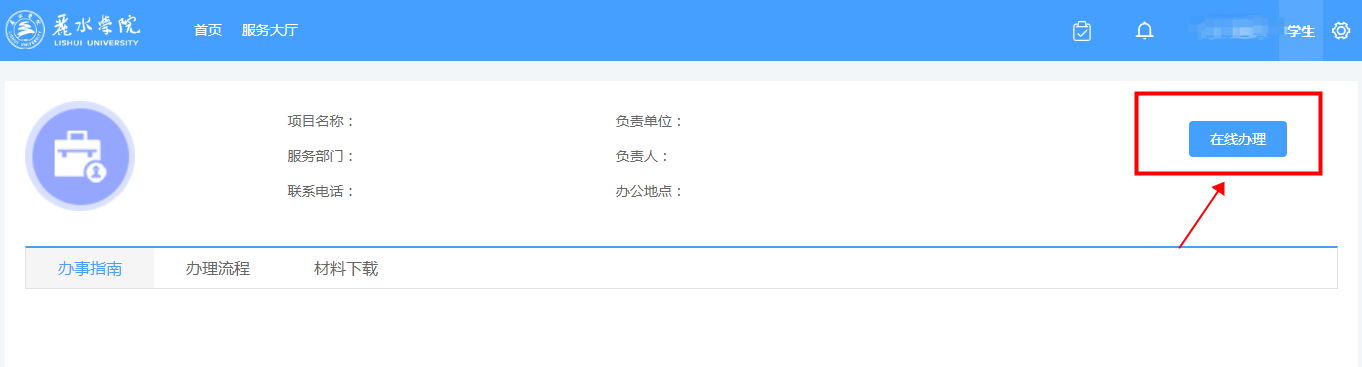 麗水学院
LISHUI UNIVERSITY
首页 服务大厅
学生
项目名称： 负责单位：
在线办理
服务部门： 负责人：
联系电话： 办公地点：
办事指南 办理流程 材料下载